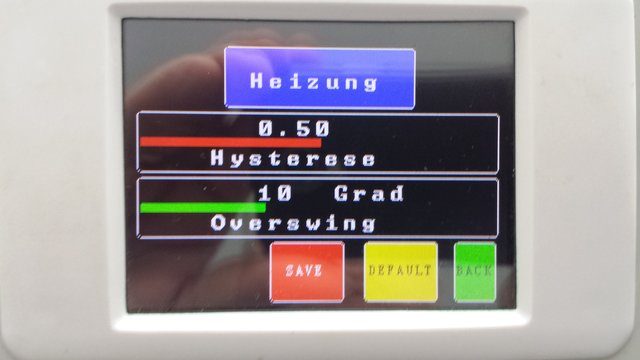 Heizung
0.50
Hysterese
10 Grad
Overswing
SAVE DEFAULT BACK